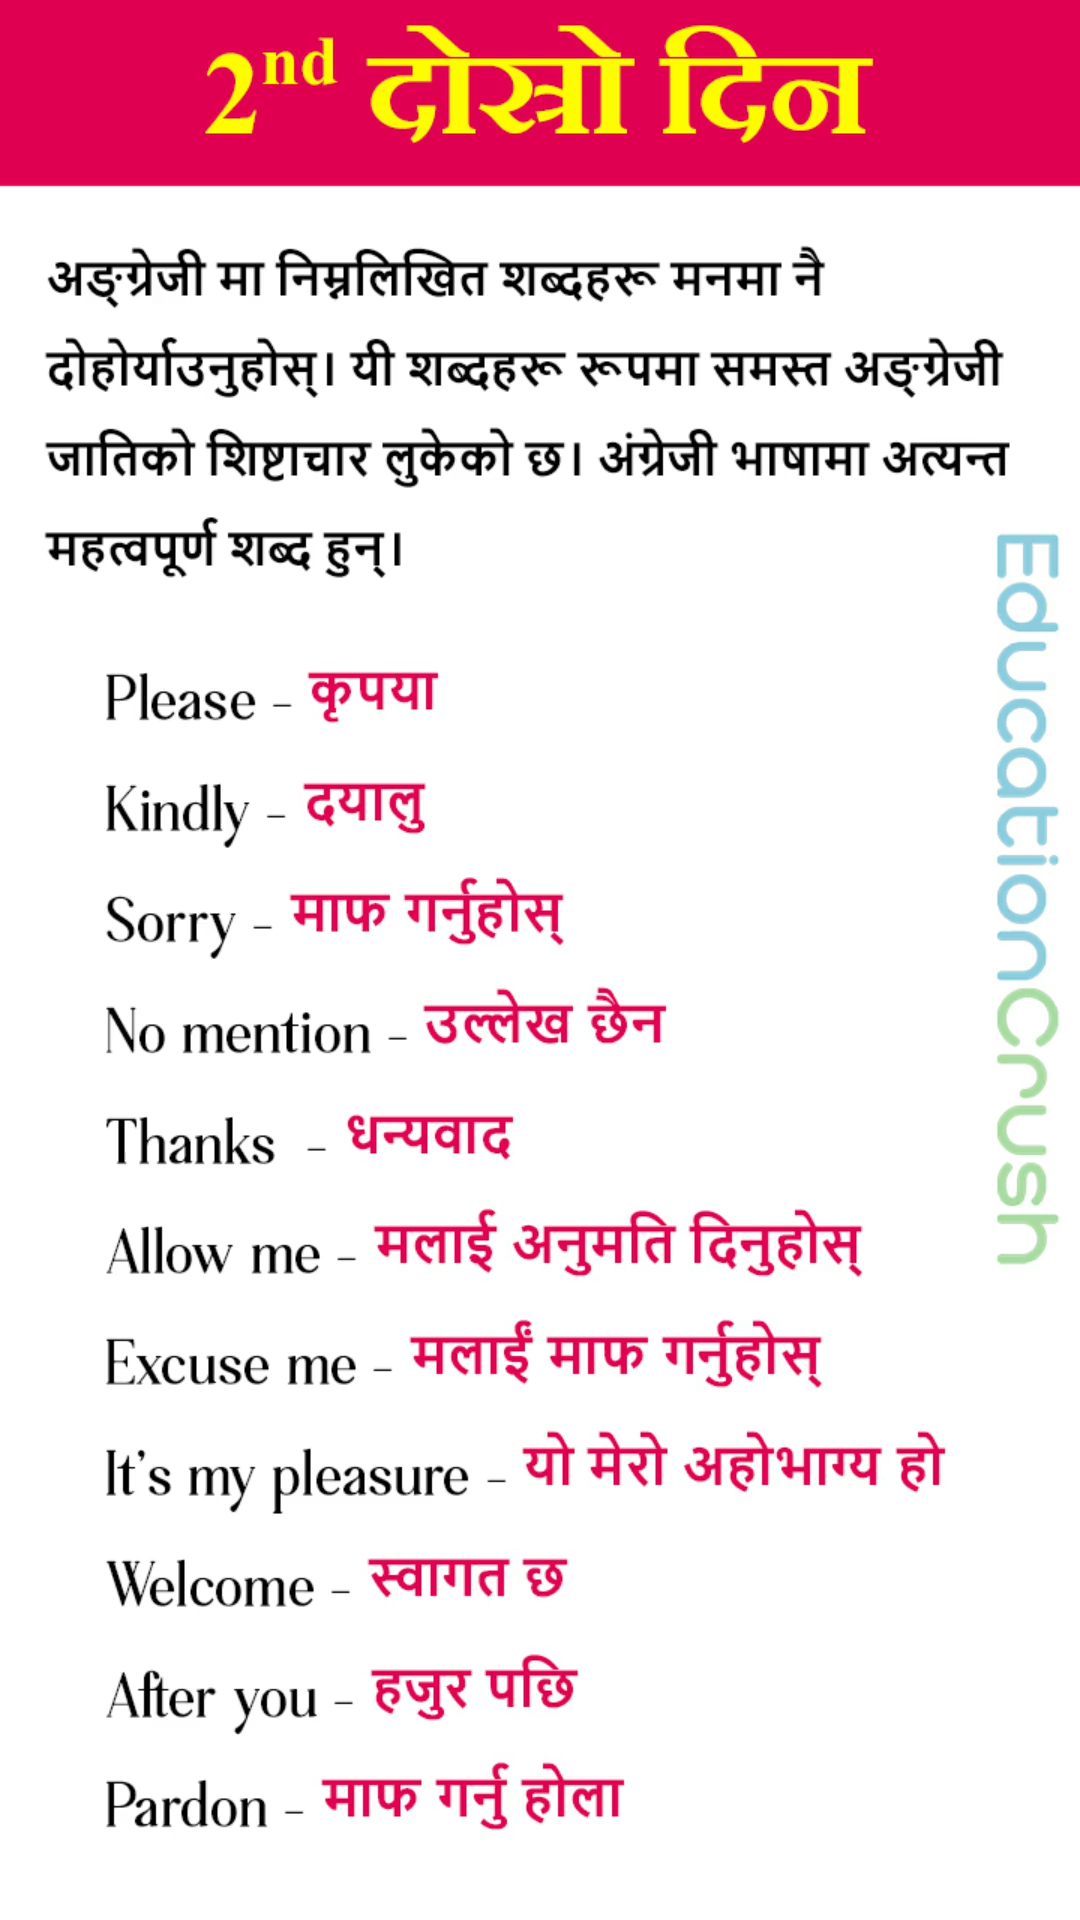 2nd दोस्रो दिन
अङ्ग्रेजी मा निम्नलिखित शब्दहरू मनमा नै
दोहोर्याउनुहोस्। यी शब्दहरू रूपमा समस्त अङ्ग्रेजी
जातिको शिष्टाचार लुकेको छ। अंग्रेजी भाषामा अत्यन्त
महत्वपूर्ण शब्द हुन्।
Please - कृपया
Kindly - दयालु
Sorry - माफ गर्नुहोस्
No mention - उल्लेख छैन
Thanks - धन्यवाद
Allow me - मलाई अनुमति दिनुहोस्
Excuse me - मलाईं माफ गर्नुहोस्
It's my pleasure - यो मेरो अहोभाग्य हो
Welcome - स्वागत छ
After you - हजुर पछि
Pardon - माफ गर्नु होला
EducationCrush